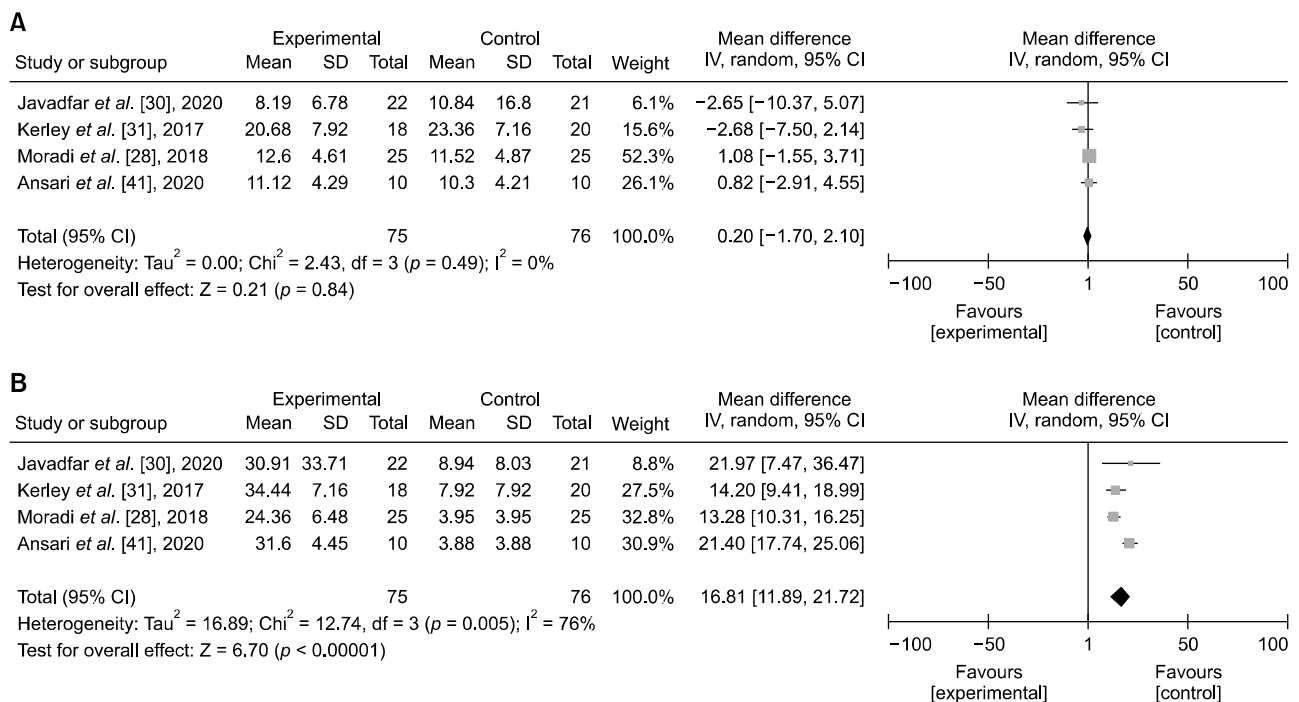 A
Experimental Control Mean difference Mean difference
Study or subgroup Mean SD Total Mean SD Total Weight IV, random, 95% CI IV, random, 95% CI
Javadfar et al. [30], 2020 8.19 6.78 22 10.84 16.8 21 6.1% −2.65 [−10.37, 5.07]
Kerley et al. [31], 2017 20.68 7.92 18 23.36 7.16 20 15.6% −2.68 [−7.50, 2.14]
Moradi et al. [28], 2018 12.6 4.61 25 11.52 4.87 25 52.3% 1.08 [−1.55, 3.71]
Ansari et al. [41], 2020 11.12 4.29 10 10.3 4.21 10 26.1% 0.82 [−2.91, 4.55]
Total (95% CI) 75 76 100.0% 0.20 [−1.70, 2.10]
Heterogeneity: Tau² = 0.00; Chi² = 2.43, df = 3 (p = 0.49); I² = 0%
Test for overall effect: Z = 0.21 (p = 0.84)
−100 −50 1 50 100
Favours Favours
[experimental] [control]
B
Experimental Control Mean difference Mean difference
Study or subgroup Mean SD Total Mean SD Total Weight IV, random, 95% CI IV, random, 95% CI
Javadfar et al. [30], 2020 30.91 33.71 22 8.94 8.03 21 8.8% 21.97 [7.47, 36.47]
Kerley et al. [31], 2017 34.44 7.16 18 7.92 7.92 20 27.5% 14.20 [9.41, 18.99]
Moradi et al. [28], 2018 24.36 6.48 25 3.95 3.95 25 32.8% 13.28 [10.31, 16.25]
Ansari et al. [41], 2020 31.6 4.45 10 3.88 3.88 10 30.9% 21.40 [17.74, 25.06]
Total (95% CI) 75 76 100.0% 16.81 [11.89, 21.72]
Heterogeneity: Tau² = 16.89; Chi² = 12.74, df = 3 (p = 0.005); I² = 76%
Test for overall effect: Z = 6.70 (p < 0.00001)
−100 −50 1 50 100
Favours Favours
[experimental] [control]